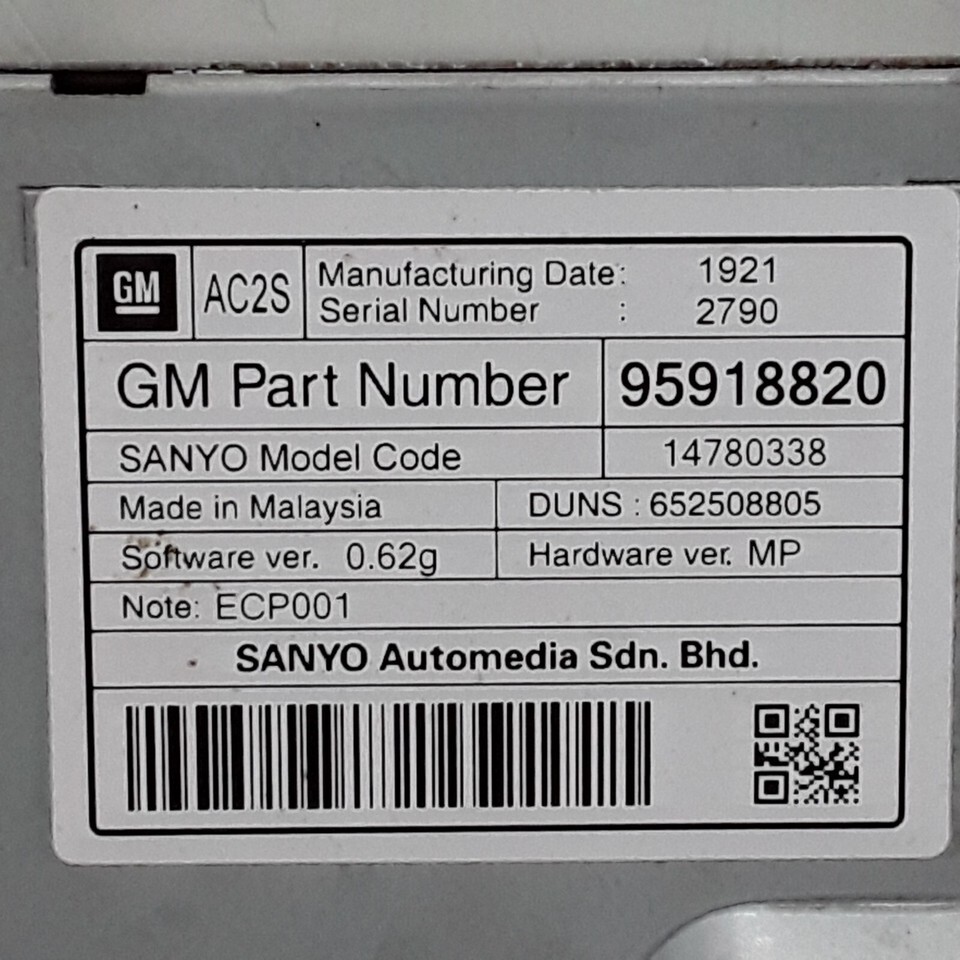 GM AC2S Manufacturing Date: 1921
Serial Number : 2790
GM Part Number 95918820
SANYO Model Code 14780338
Made in Malaysia DUNS : 652508805
Software ver. 0.62g Hardware ver. MP
Note: ECP001
SANYO Automedia Sdn. Bhd.